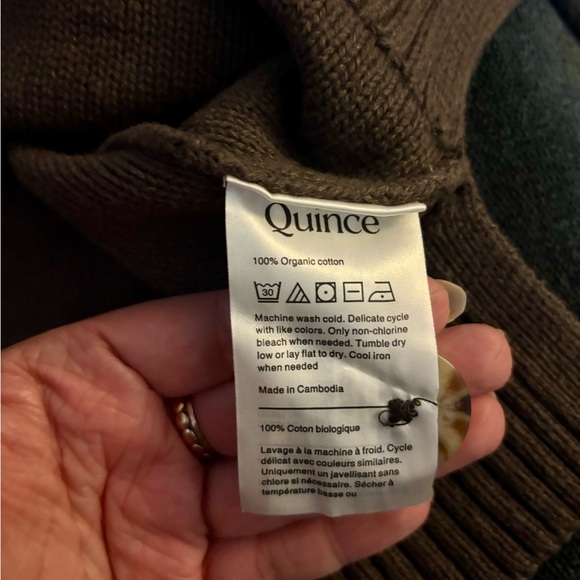 Quince
100% Organic cotton
30
Machine wash cold. Delicate cycle
with like colors. Only non-chlorine
bleach when needed. Tumble dry
low or lay flat to dry. Cool iron
when needed
Made in Cambodia
100% Coton biologique
Lavage à la machine à froid. Cycle
délicat avec couleurs similaires.
Uniquement un javellisant sans
chlore si nécessaire. Sécher à
température basse ou